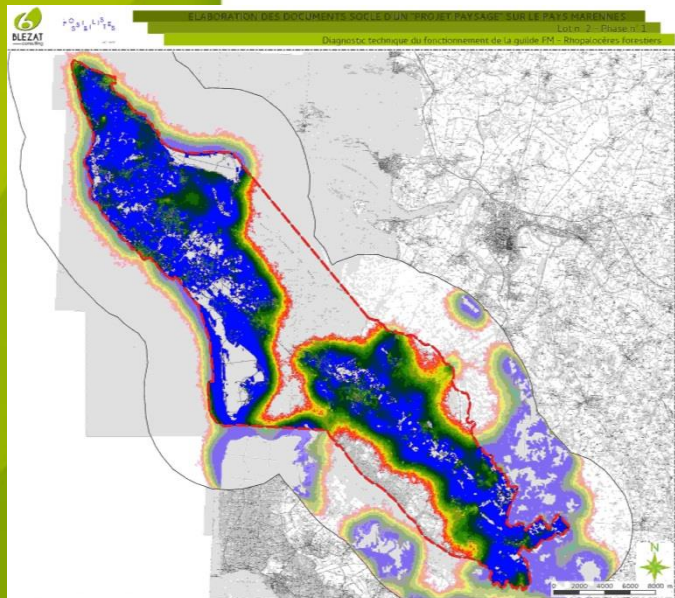 ELABORATION DES DOCUMENTS SOCLE D'UN "PROJET PAYSAGE" SUR LE PAYS MARENNES
Lot n°2 - Phase n°1
Diagnostic technique du fonctionnement de la guilde FM - Rhopalocères forestiers
6
BLEZAT
consulting
N
0 2000 4000 6000 8000 m